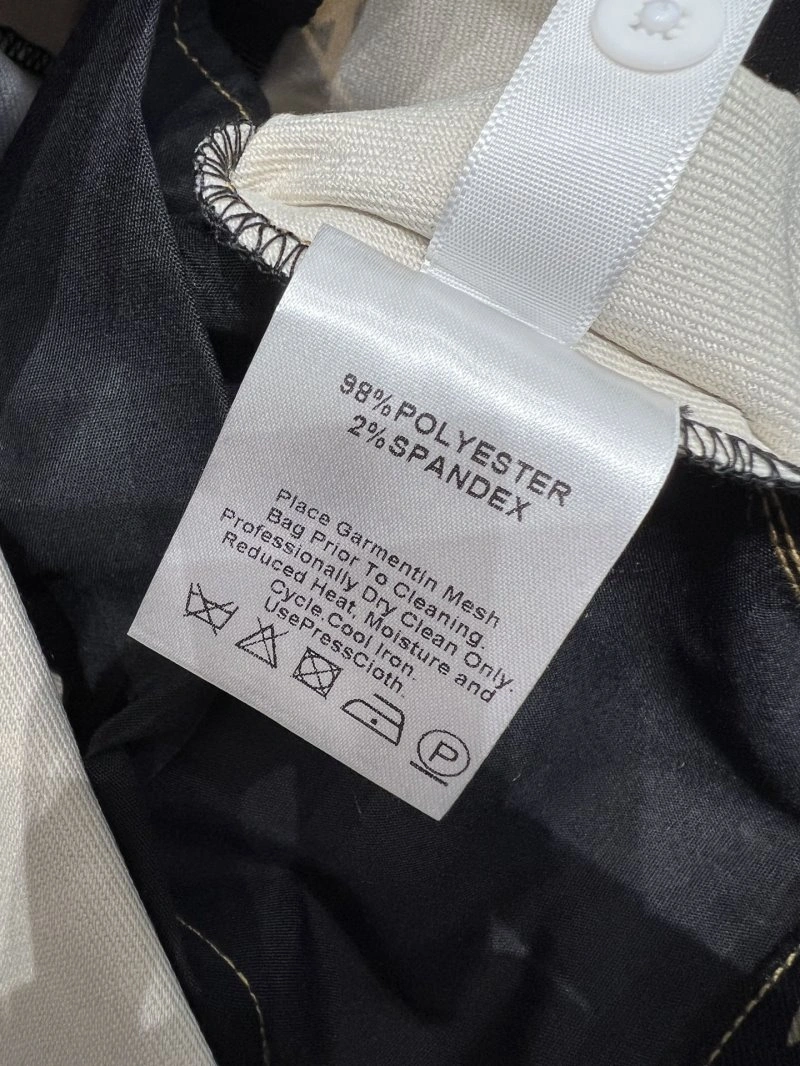 98%POLYESTER
2%SPANDEX
Place Garmentin Mesh
Bag Prior To Cleaning.
Professionally Dry Clean Only.
Reduced Heat, Moisture and
Cycle.Cool Iron.
UsePressCloth.
P